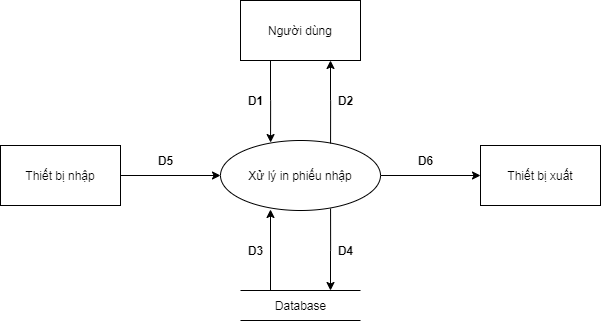 Người dùng
D1
D2
Thiết bị nhập
D5
Xử lý in phiếu nhập
D6
Thiết bị xuất
D3
D4
Database